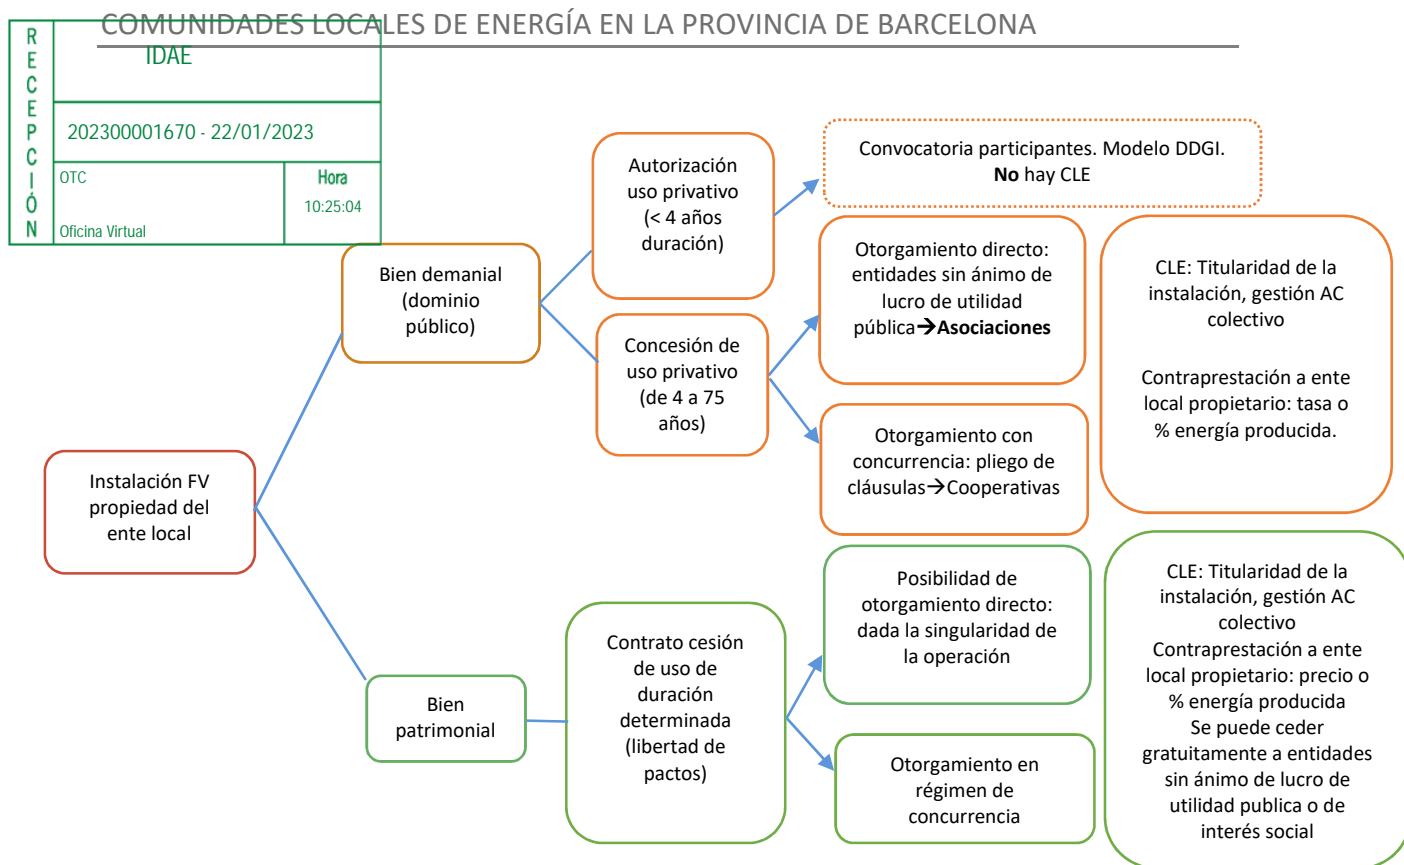 COMUNIDADES LOCALES DE ENERGÍA EN LA PROVINCIA DE BARCELONA
RECEPCIÓN
IDAE
202300001670 - 22/01/2023
OTC
Oficina Virtual
Hora
10:25:04
Instalación FV
propiedad del
ente local
Bien demanial
(dominio
público)
Autorización
uso privativo
(< 4 años
duración)
Convocatoria participantes. Modelo DDGI.
No hay CLE
Concesión de
uso privativo
(de 4 a 75
años)
Otorgamiento directo:
entidades sin ánimo de
lucro de utilidad
pública→Asociaciones
Otorgamiento con
concurrencia: pliego de
cláusulas→Cooperativas
CLE: Titularidad de la
instalación, gestión AC
colectivo
Contraprestación a ente
local propietario: tasa o
% energía producida.
Bien
patrimonial
Contrato cesión
de uso de
duración
determinada
(libertad de
pactos)
Posibilidad de
otorgamiento directo:
dada la singularidad de
la operación
Otorgamiento en
régimen de
concurrencia
CLE: Titularidad de la
instalación, gestión AC
colectivo
Contraprestación a ente
local propietario: precio o
% energía producida
Se puede ceder
gratuitamente a entidades
sin ánimo de lucro de
utilidad publica o de
interés social